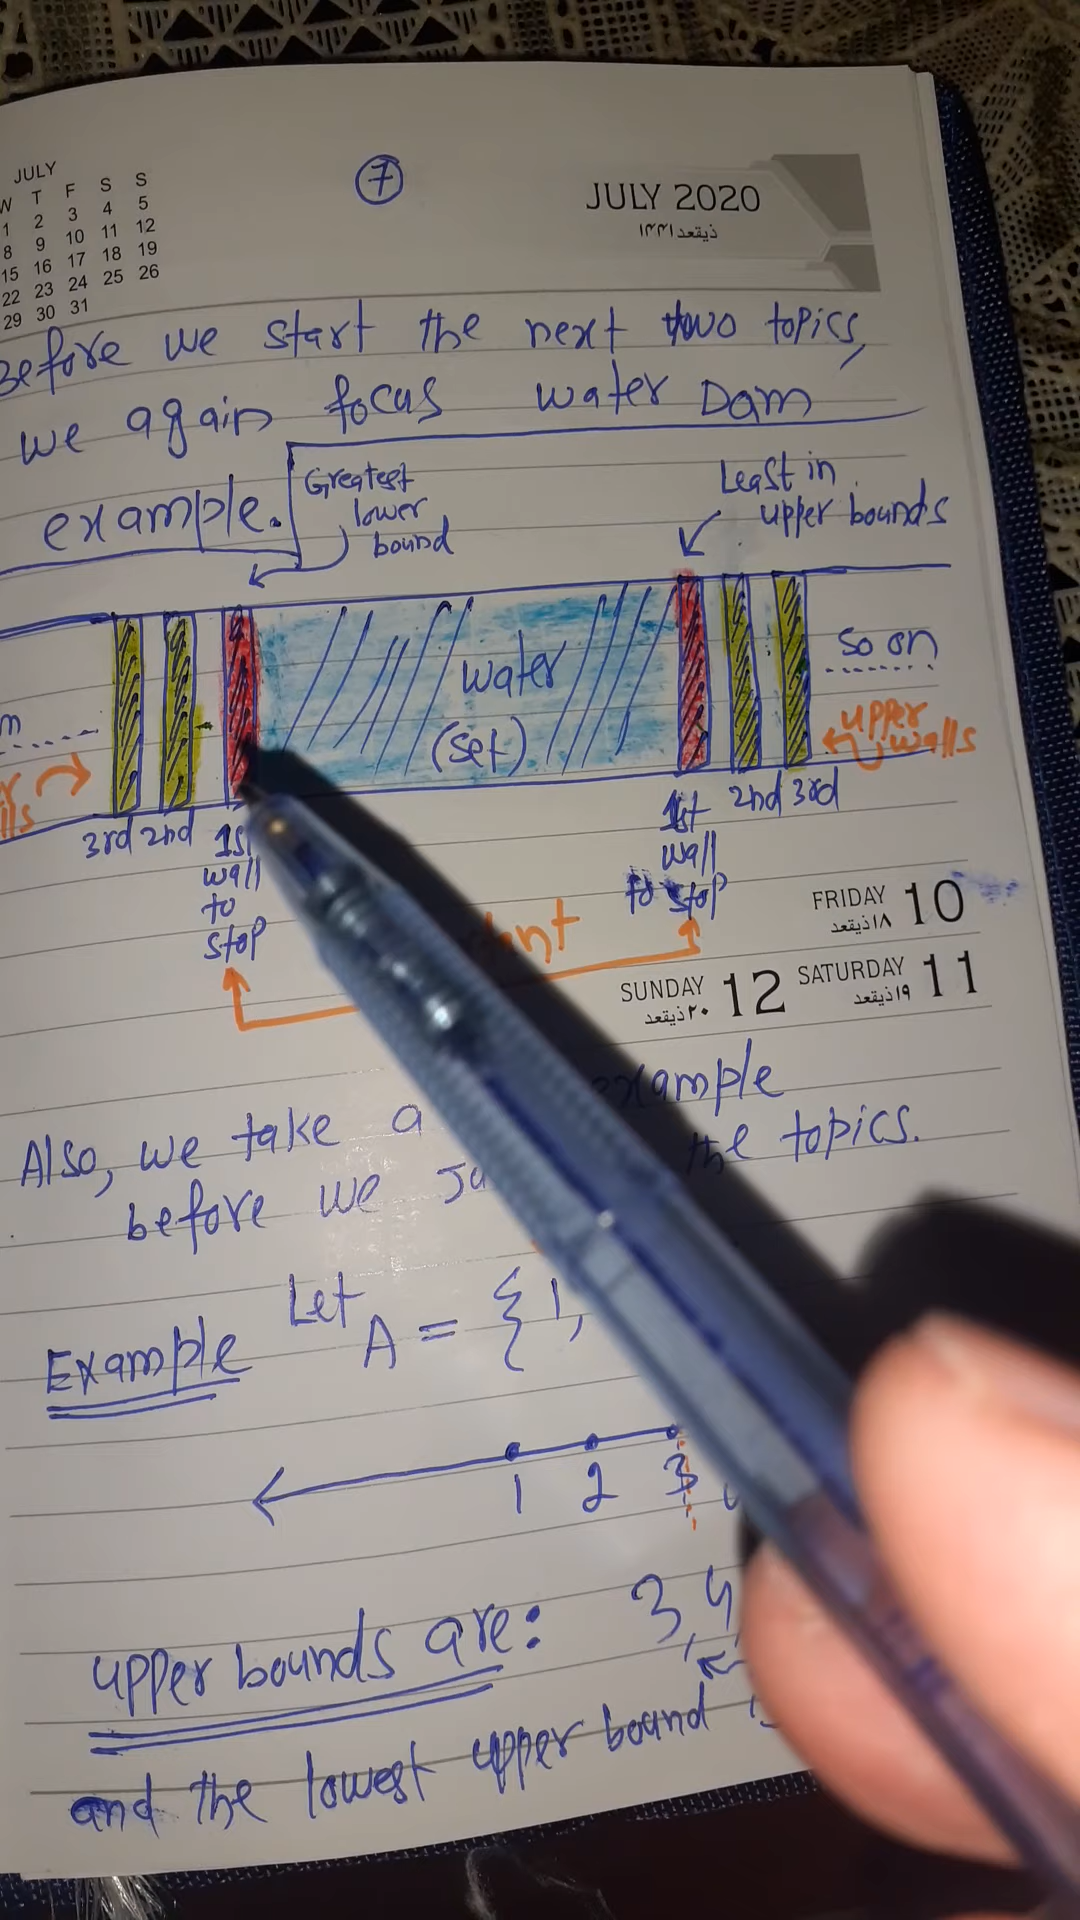 JULY
W T F S S
1 2 3 4 5
8 9 10 11 12
15 16 17 18 19
22 23 24 25 26
29 30 31
7
JULY 2020
ذيقعد ١٤٤١
Before we start the next two topics,
we again focus water Dam
example.
Greatest
lower
bound
Least in
upper bounds
water
(set)
so on
upper
walls
3rd 2nd 1st
wall
to
stop
1st 2nd 3rd
wall
to stop
FRIDAY 10
١٨ ذيقعد
SUNDAY 12
٢٠ ذيقعد
SATURDAY 11
١٩ ذيقعد
Also, we take a example
before we the topics.
Example Let A = { 1,
1 2 3
upper bounds are: 3, 4,
and the lowest upper bound